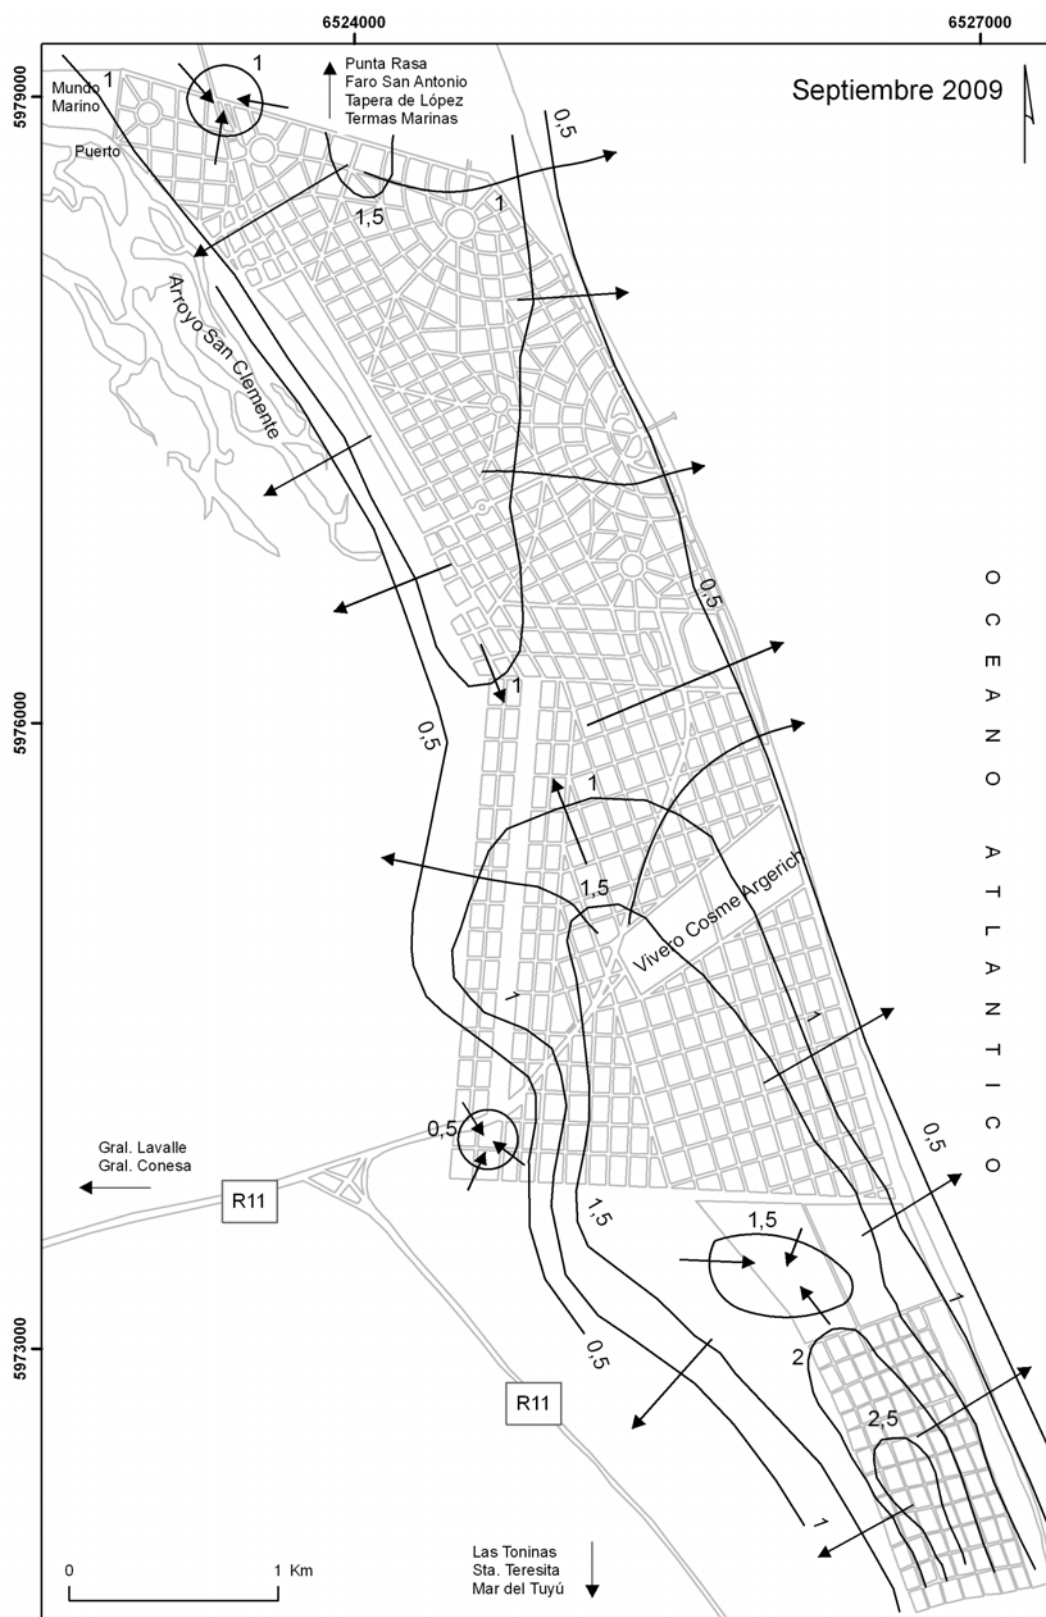 6524000
6527000
5979000
5976000
5973000
Septiembre 2009
Punta Rasa
Faro San Antonio
Tapera de López
Termas Marinas
Mundo
Marino
Puerto
1
1
1,5
1
0,5
Arroyo San Clemente
0,5
1
0,5
1
1,5
Vivero Cosme Argerich
OCEANO ATLANTICO
1
1
0,5
0,5
Gral. Lavalle
Gral. Conesa
R11
1,5
1,5
1
0,5
2
R11
2,5
1
Las Toninas
Sta. Teresita
Mar del Tuyú
0 1 Km